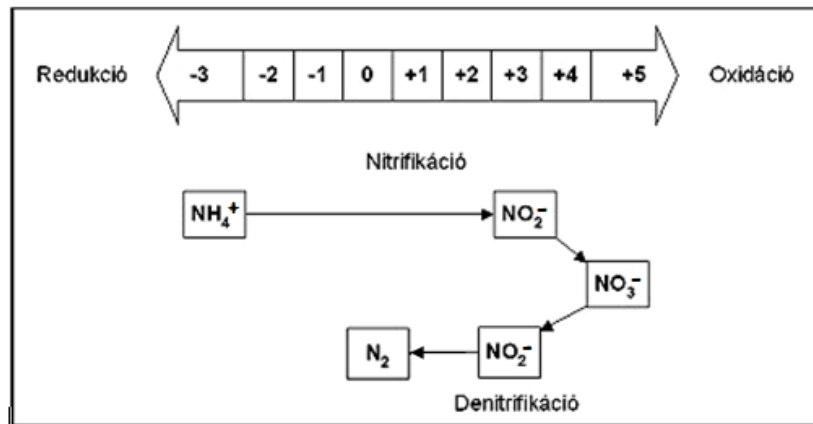 Redukció -3 -2 -1 0 +1 +2 +3 +4 +5 Oxidáció
Nitrifikáció
NH₄⁺ NO₂⁻
NO₃⁻
N₂ NO₂⁻
Denitrifikáció